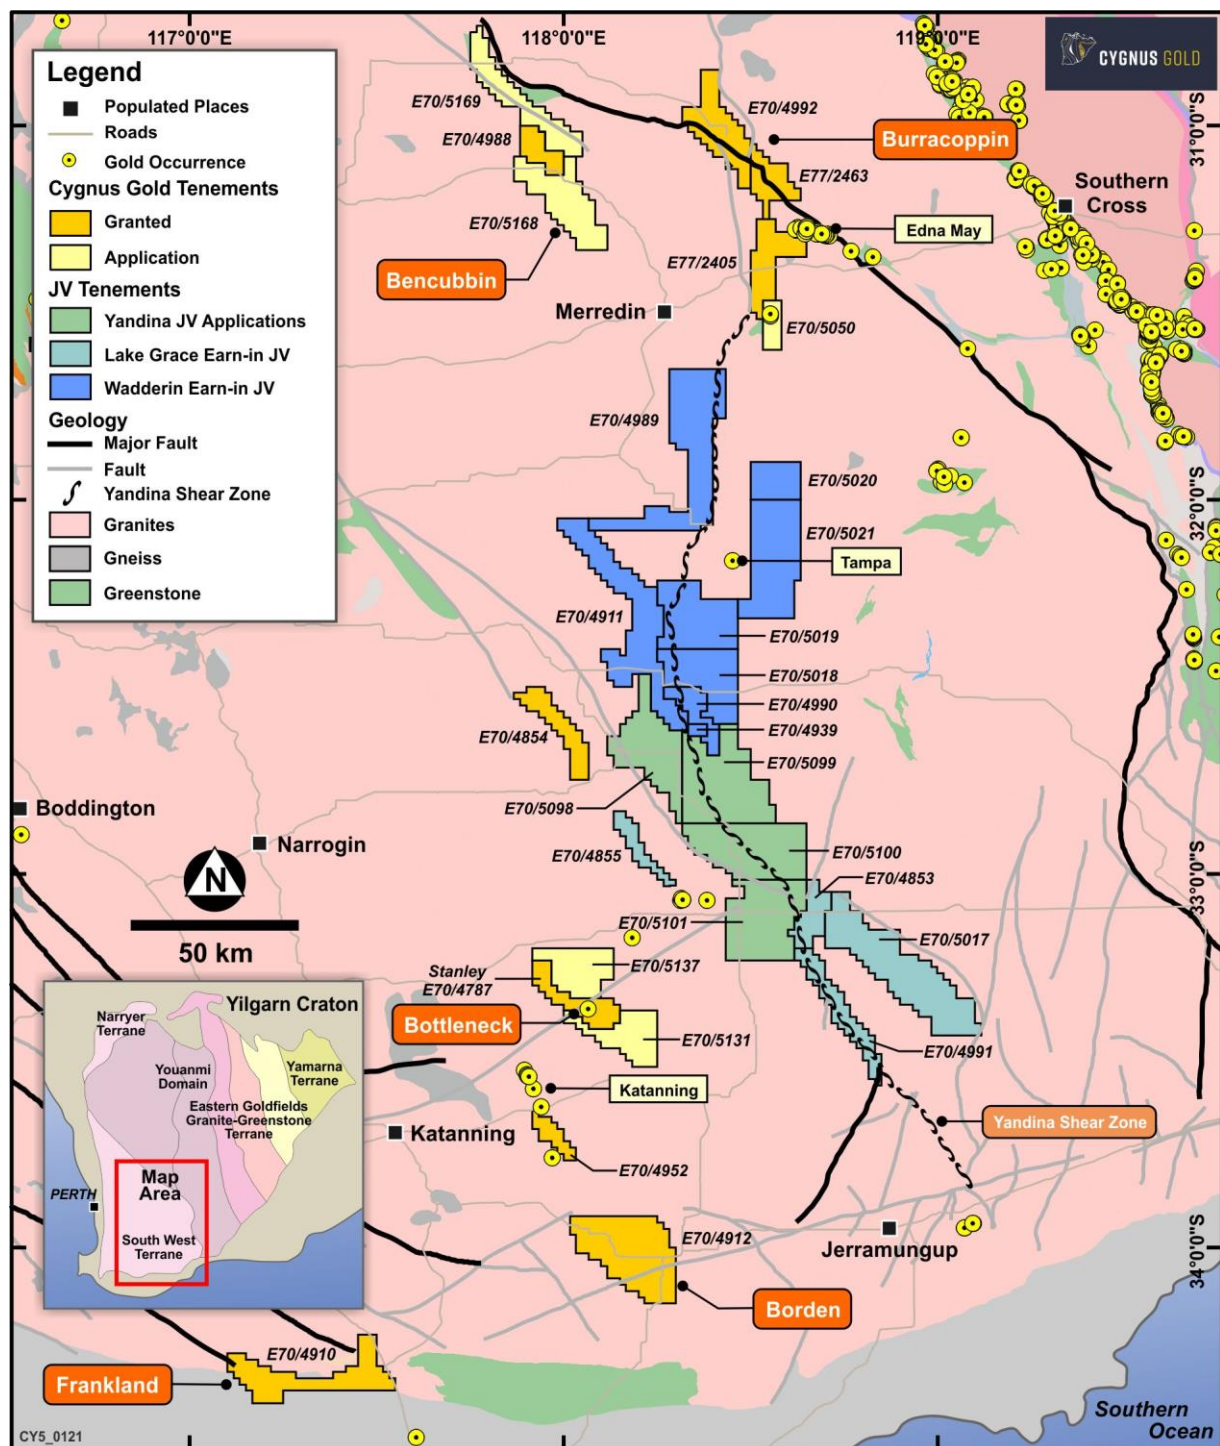 117°0'0"E
118°0'0"E
119°0'0"E
CYGNUS GOLD
Legend
Populated Places
Roads
Gold Occurrence
Cygnus Gold Tenements
Granted
Application
JV Tenements
Yandina JV Applications
Lake Grace Earn-in JV
Wadderin Earn-in JV
Geology
Major Fault
Fault
Yandina Shear Zone
Granites
Gneiss
Greenstone
E70/5169
E70/4988
E70/5168
Bencubbin
E70/4992
Burracoppin
E77/2463
31°0'0"S
Southern
Cross
Edna May
E77/2405
Merredin
E70/5050
E70/4989
E70/5020
32°0'0"S
E70/5021
Tampa
E70/4911
E70/5019
E70/5018
E70/4990
E70/4939
E70/4854
E70/5099
E70/5098
Boddington
Narrogin
E70/4855
E70/5100
E70/4853
33°0'0"S
N
50 km
E70/5101
E70/5017
E70/5137
Stanley
E70/4787
Bottleneck
E70/5131
E70/4991
Katanning
Yandina Shear Zone
Katanning
E70/4952
Yilgarn Craton
Narryer
Terrane
Youanmi
Domain
Yamarna
Terrane
Eastern Goldfields
Granite-Greenstone
Terrane
Map
Area
PERTH
South West
Terrane
E70/4912
Jerramungup
34°0'0"S
Borden
E70/4910
Frankland
Southern
Ocean
CY5_0121